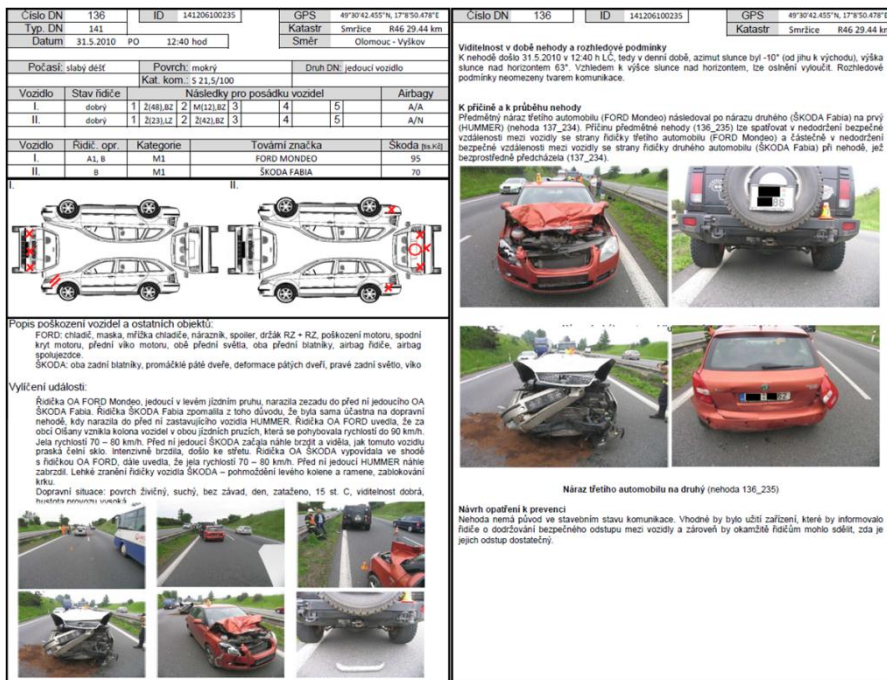 Číslo DN 136 ID 141206100235 GPS 49°30'42.455"N, 17°8'50.478"E
Typ. DN 141 Katastr Smržice R46 29.44 km
Datum 31.5.2010 PO 12:40 hod Směr Olomouc - Vyškov
Počasí: slabý déšť Povrch: mokrý Druh DN: jedoucí vozidlo
Kat. kom.: S 21,5/100
Vozidlo Stav řidiče Následky pro posádku vozidel Airbagy
I. dobrý 1 Ž(48),BZ 2 M(12),BZ 3 4 5 A/A
II. dobrý 1 Ž(23),LZ 2 Ž(42),BZ 3 4 5 A/N
Vozidlo Řidič. opr. Kategorie Tovární značka Škoda [tis.Kč]
I. A1, B M1 FORD MONDEO 95
II. B M1 ŠKODA FABIA 70
I. II.
Popis poškození vozidel a ostatních objektů:
FORD: chladič, maska, mřížka chladiče, nárazník, spoiler, držák RZ + RZ, poškození motoru, spodní
kryt motoru, přední víko motoru, obě přední světla, oba přední blatníky, airbag řidiče, airbag
spolujezdce.
ŠKODA: oba zadní blatníky, promáčklé páté dveře, deformace pátých dveří, pravé zadní světlo, víko
Vylíčení události:
Řidička OA FORD Mondeo, jedoucí v levém jízdním pruhu, narazila zezadu do před ní jedoucího OA
ŠKODA Fabia. Řidička ŠKODA Fabia zpomalila z toho důvodu, že byla sama účastna na dopravní
nehodě, kdy narazila do před ní zastavujícího vozidla HUMMER. Řidička OA FORD uvedla, že za
obcí Olšany vznikla kolona vozidel v obou jízdních pruzích, která se pohybovala rychlostí do 90 km/h.
Jela rychlostí 70 – 80 km/h. Před ní jedoucí ŠKODA začala náhle brzdit a viděla, jak tomuto vozidlu
praská čelní sklo. Intenzivně brzdila, došlo ke střetu. Řidička OA ŠKODA vypovídala ve shodě
s řidičkou OA FORD, dále uvedla, že jela rychlostí 70 – 80 km/h. Před ní jedoucí HUMMER náhle
zabrzdil. Lehké zranění řidičky vozidla ŠKODA – pohmoždění levého kolene a ramene, zablokování
krku.
Dopravní situace: povrch živičný, suchý, bez závad, den, zataženo, 15 st. C, viditelnost dobrá,
hustota provozu vysoká
Číslo DN 136 ID 141206100235 GPS 49°30'42.455"N, 17°8'50.478"E
Katastr Smržice R46 29.44 km
Viditelnost v době nehody a rozhledové podmínky
K nehodě došlo 31.5.2010 v 12:40 h LČ, tedy v denní době, azimut slunce byl -10° (od jihu k východu), výška
slunce nad horizontem 63°. Vzhledem k výšce slunce nad horizontem, lze oslnění vyloučit. Rozhledové
podmínky neomezeny tvarem komunikace.
K příčině a k průběhu nehody
Předmětný náraz třetího automobilu (FORD Mondeo) následoval po nárazu druhého (ŠKODA Fabia) na první
(HUMMER) (nehoda 137_234). Příčinu předmětné nehody (136_235) lze spatřovat v nedodržení bezpečné
vzdálenosti mezi vozidly se strany řidičky třetího automobilu (FORD Mondeo) a částečně v nedodržení
bezpečné vzdálenosti mezi vozidly se strany řidičky druhého automobilu (ŠKODA Fabia) při nehodě, jež
bezprostředně předcházela (137_234).
86
Náraz třetího automobilu na druhý (nehoda 136_235)
Návrh opatření k prevenci
Nehoda nemá původ ve stavebním stavu komunikace. Vhodné by bylo užití zařízení, které by informovalo
řidiče o dodržování bezpečného odstupu mezi vozidly a zároveň by okamžitě řidičům mohlo sdělit, zda je
jejich odstup dostatečný.